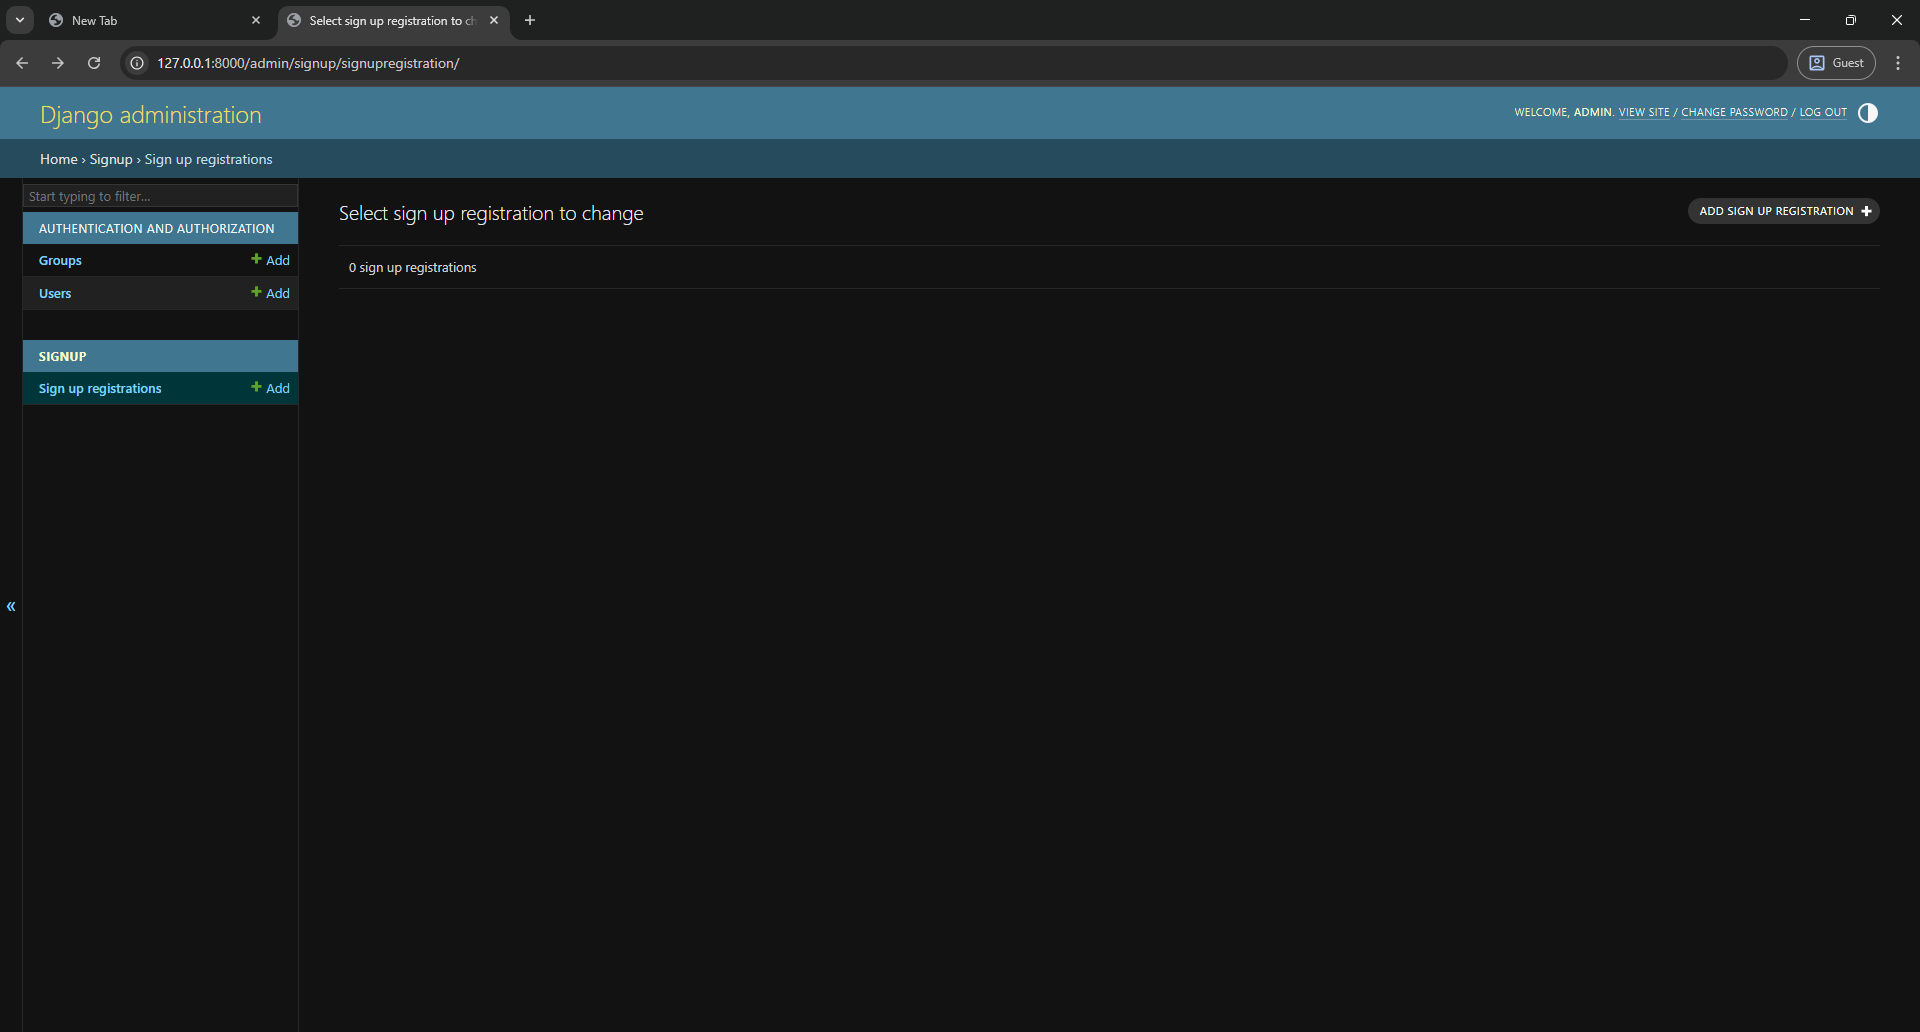 New Tab
Select sign up registration to ch
127.0.0.1:8000/admin/signup/signupregistration/
Guest
Django administration
WELCOME, ADMIN. VIEW SITE / CHANGE PASSWORD / LOG OUT
Home › Signup › Sign up registrations
Start typing to filter...
AUTHENTICATION AND AUTHORIZATION
Groups + Add
Users + Add
SIGNUP
Sign up registrations + Add
«
Select sign up registration to change
ADD SIGN UP REGISTRATION +
0 sign up registrations